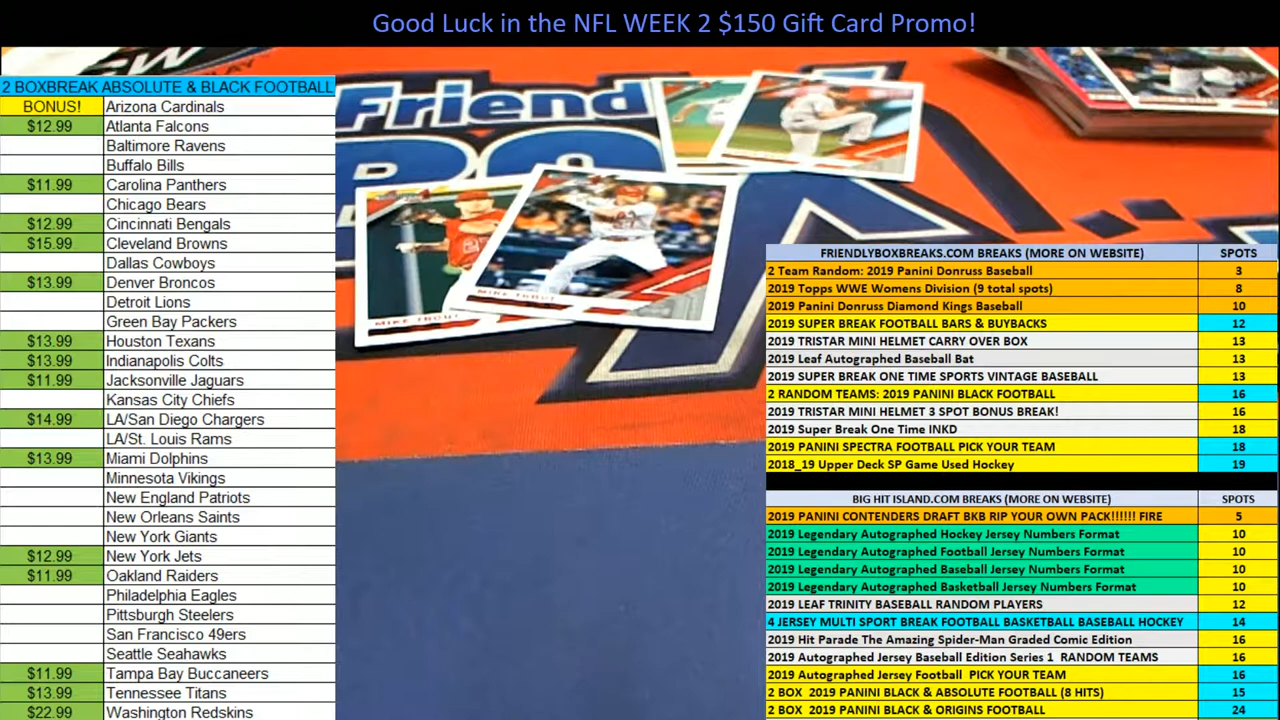 Good Luck in the NFL WEEK 2 $150 Gift Card Promo!
2 BOXBREAK ABSOLUTE & BLACK FOOTBALL
BONUS! Arizona Cardinals
$12.99 Atlanta Falcons
Baltimore Ravens
Buffalo Bills
$11.99 Carolina Panthers
Chicago Bears
$12.99 Cincinnati Bengals
$15.99 Cleveland Browns
Dallas Cowboys
$13.99 Denver Broncos
Detroit Lions
Green Bay Packers
$13.99 Houston Texans
$13.99 Indianapolis Colts
$11.99 Jacksonville Jaguars
Kansas City Chiefs
$14.99 LA/San Diego Chargers
LA/St. Louis Rams
$13.99 Miami Dolphins
Minnesota Vikings
New England Patriots
New Orleans Saints
New York Giants
$12.99 New York Jets
$11.99 Oakland Raiders
Philadelphia Eagles
Pittsburgh Steelers
San Francisco 49ers
Seattle Seahawks
$11.99 Tampa Bay Buccaneers
$13.99 Tennessee Titans
$22.99 Washington Redskins
Friend
MIKE TROUT
MIKE TROUT
FRIENDLYBOXBREAKS.COM BREAKS (MORE ON WEBSITE) SPOTS
2 Team Random: 2019 Panini Donruss Baseball 3
2019 Topps WWE Womens Division (9 total spots) 8
2019 Panini Donruss Diamond Kings Baseball 10
2019 SUPER BREAK FOOTBALL BARS & BUYBACKS 12
2019 TRISTAR MINI HELMET CARRY OVER BOX 13
2019 Leaf Autographed Baseball Bat 13
2019 SUPER BREAK ONE TIME SPORTS VINTAGE BASEBALL 13
2 RANDOM TEAMS: 2019 PANINI BLACK FOOTBALL 16
2019 TRISTAR MINI HELMET 3 SPOT BONUS BREAK! 16
2019 Super Break One Time INKD 18
2019 PANINI SPECTRA FOOTBALL PICK YOUR TEAM 18
2018_19 Upper Deck SP Game Used Hockey 19
BIG HIT ISLAND.COM BREAKS (MORE ON WEBSITE) SPOTS
2019 PANINI CONTENDERS DRAFT BKB RIP YOUR OWN PACK!!!!!! FIRE 5
2019 Legendary Autographed Hockey Jersey Numbers Format 10
2019 Legendary Autographed Football Jersey Numbers Format 10
2019 Legendary Autographed Baseball Jersey Numbers Format 10
2019 Legendary Autographed Basketball Jersey Numbers Format 10
2019 LEAF TRINITY BASEBALL RANDOM PLAYERS 12
4 JERSEY MULTI SPORT BREAK FOOTBALL BASKETBALL BASEBALL HOCKEY 14
2019 Hit Parade The Amazing Spider-Man Graded Comic Edition 16
2019 Autographed Jersey Baseball Edition Series 1 RANDOM TEAMS 16
2019 Autographed Jersey Football PICK YOUR TEAM 16
2 BOX 2019 PANINI BLACK & ABSOLUTE FOOTBALL (8 HITS) 15
2 BOX 2019 PANINI BLACK & ORIGINS FOOTBALL 24